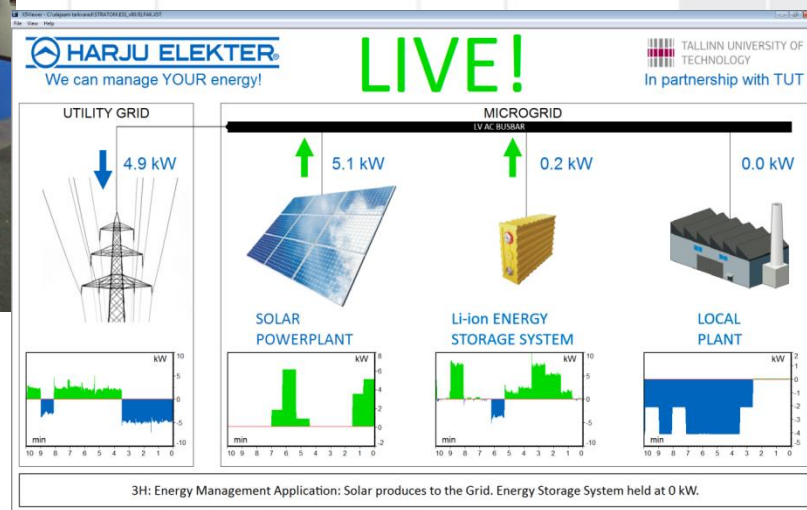 XBViewer - C:\dapam tarkvarad\STRATON\ESS_vWEB\FAK.XST
File View Help
HARJU ELEKTER®
We can manage YOUR energy!
LIVE!
TALLINN UNIVERSITY OF
TECHNOLOGY
In partnership with TUT
UTILITY GRID
MICROGRID
LV AC BUSBAR
4.9 kW
5.1 kW
0.2 kW
0.0 kW
SOLAR
POWERPLANT
Li-ion ENERGY
STORAGE SYSTEM
LOCAL
PLANT
kW 10
5
0
-5
-10
min
10 9 8 7 6 5 4 3 2 1 0
kW 8
6
4
2
0
-2
min
10 9 8 7 6 5 4 3 2 1 0
kW 10
5
0
-5
-10
min
10 9 8 7 6 5 4 3 2 1 0
kW 2
1
0
-1
-2
-3
-4
-5
min
10 9 8 7 6 5 4 3 2 1 0
3H: Energy Management Application: Solar produces to the Grid. Energy Storage System held at 0 kW.